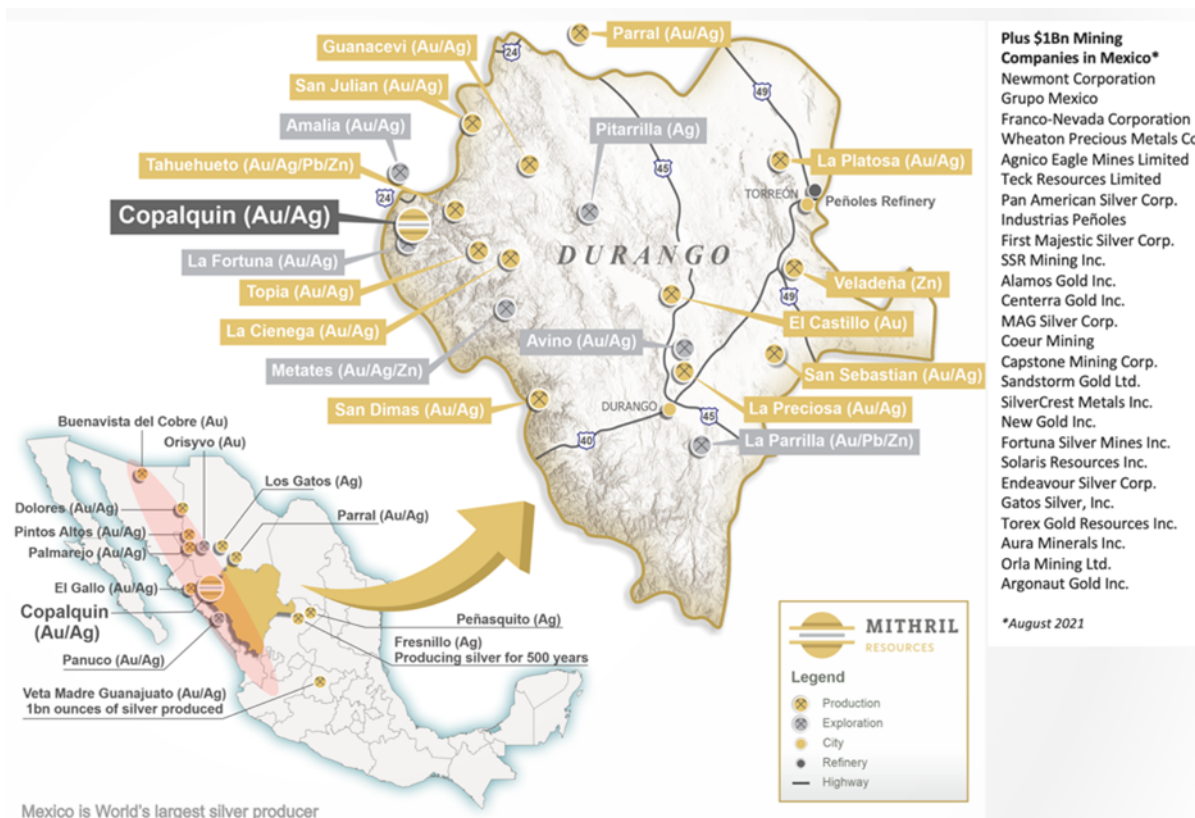 Parral (Au/Ag)
Guanacevi (Au/Ag)
24
49
San Julian (Au/Ag)
Amalia (Au/Ag)
Pitarrilla (Ag)
Tahuehueto (Au/Ag/Pb/Zn)
La Platosa (Au/Ag)
45
24
TORREÓN
Peñoles Refinery
Copalquin (Au/Ag)
DURANGO
La Fortuna (Au/Ag)
Veladeña (Zn)
Topia (Au/Ag)
49
El Castillo (Au)
La Cienega (Au/Ag)
Avino (Au/Ag)
Metates (Au/Ag/Zn)
San Sebastian (Au/Ag)
San Dimas (Au/Ag)
DURANGO
La Preciosa (Au/Ag)
45
40
La Parrilla (Au/Pb/Zn)
Buenavista del Cobre (Au)
Orisyvo (Au)
Los Gatos (Ag)
Dolores (Au/Ag)
Parral (Au/Ag)
Pintos Altos (Au/Ag)
Palmarejo (Au/Ag)
El Gallo (Au/Ag)
Copalquin
(Au/Ag)
Peñasquito (Ag)
Fresnillo (Ag)
Producing silver for 500 years
Panuco (Au/Ag)
Veta Madre Guanajuato (Au/Ag)
1bn ounces of silver produced
Mexico is World's largest silver producer
MITHRIL
RESOURCES
Legend
Production
Exploration
City
Refinery
Highway
Plus $1Bn Mining
Companies in Mexico*
Newmont Corporation
Grupo Mexico
Franco-Nevada Corporation
Wheaton Precious Metals Co
Agnico Eagle Mines Limited
Teck Resources Limited
Pan American Silver Corp.
Industrias Peñoles
First Majestic Silver Corp.
SSR Mining Inc.
Alamos Gold Inc.
Centerra Gold Inc.
MAG Silver Corp.
Coeur Mining
Capstone Mining Corp.
Sandstorm Gold Ltd.
SilverCrest Metals Inc.
New Gold Inc.
Fortuna Silver Mines Inc.
Solaris Resources Inc.
Endeavour Silver Corp.
Gatos Silver, Inc.
Torex Gold Resources Inc.
Aura Minerals Inc.
Orla Mining Ltd.
Argonaut Gold Inc.
*August 2021